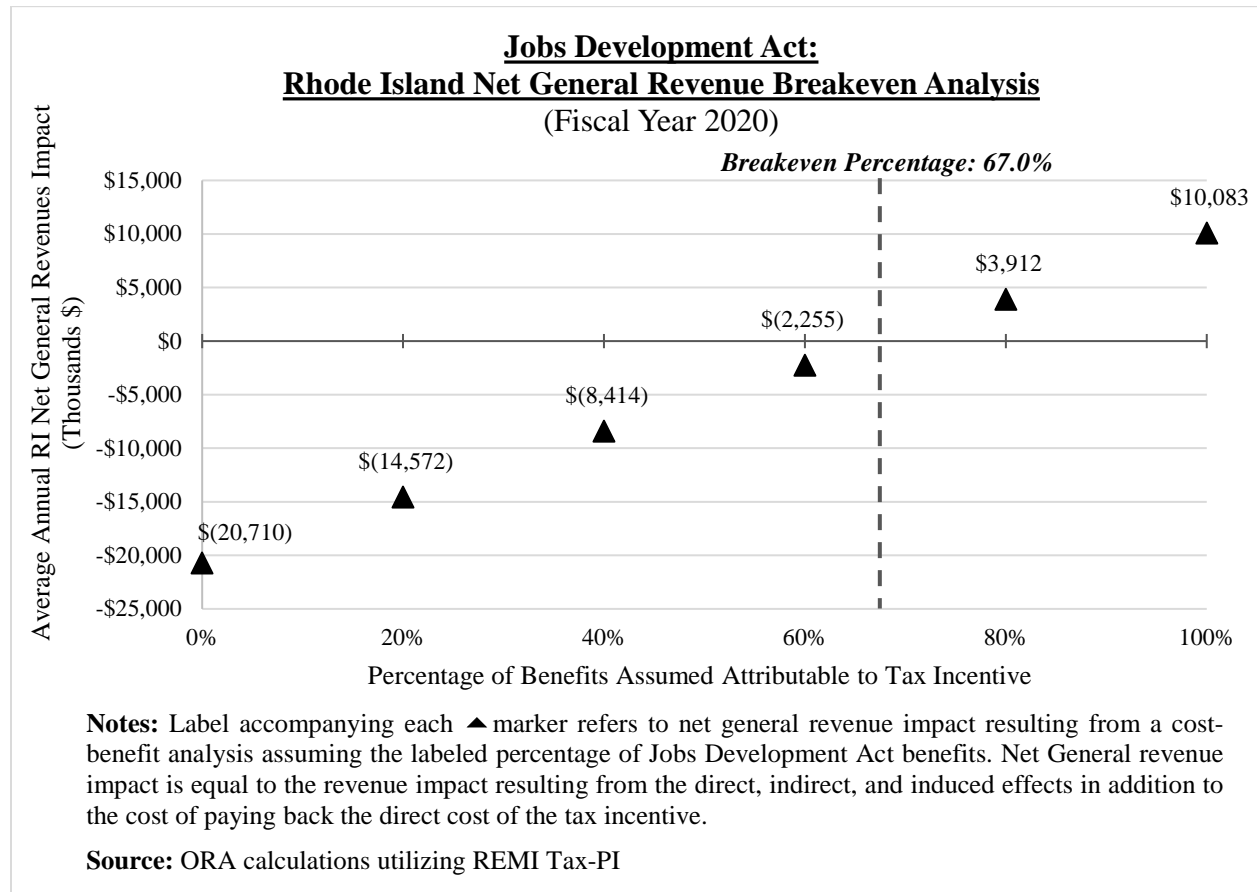 Jobs Development Act:
Rhode Island Net General Revenue Breakeven Analysis
(Fiscal Year 2020)
Breakeven Percentage: 67.0%
Average Annual RI Net General Revenues Impact
(Thousands $)
$15,000
$10,000
$5,000
$0
-$5,000
-$10,000
-$15,000
-$20,000
-$25,000
$(20,710)
$(14,572)
$(8,414)
$(2,255)
$3,912
$10,083
0%
20%
40%
60%
80%
100%
Percentage of Benefits Assumed Attributable to Tax Incentive
Notes: Label accompanying each ▲ marker refers to net general revenue impact resulting from a cost-
benefit analysis assuming the labeled percentage of Jobs Development Act benefits. Net General revenue
impact is equal to the revenue impact resulting from the direct, indirect, and induced effects in addition to
the cost of paying back the direct cost of the tax incentive.
Source: ORA calculations utilizing REMI Tax-PI